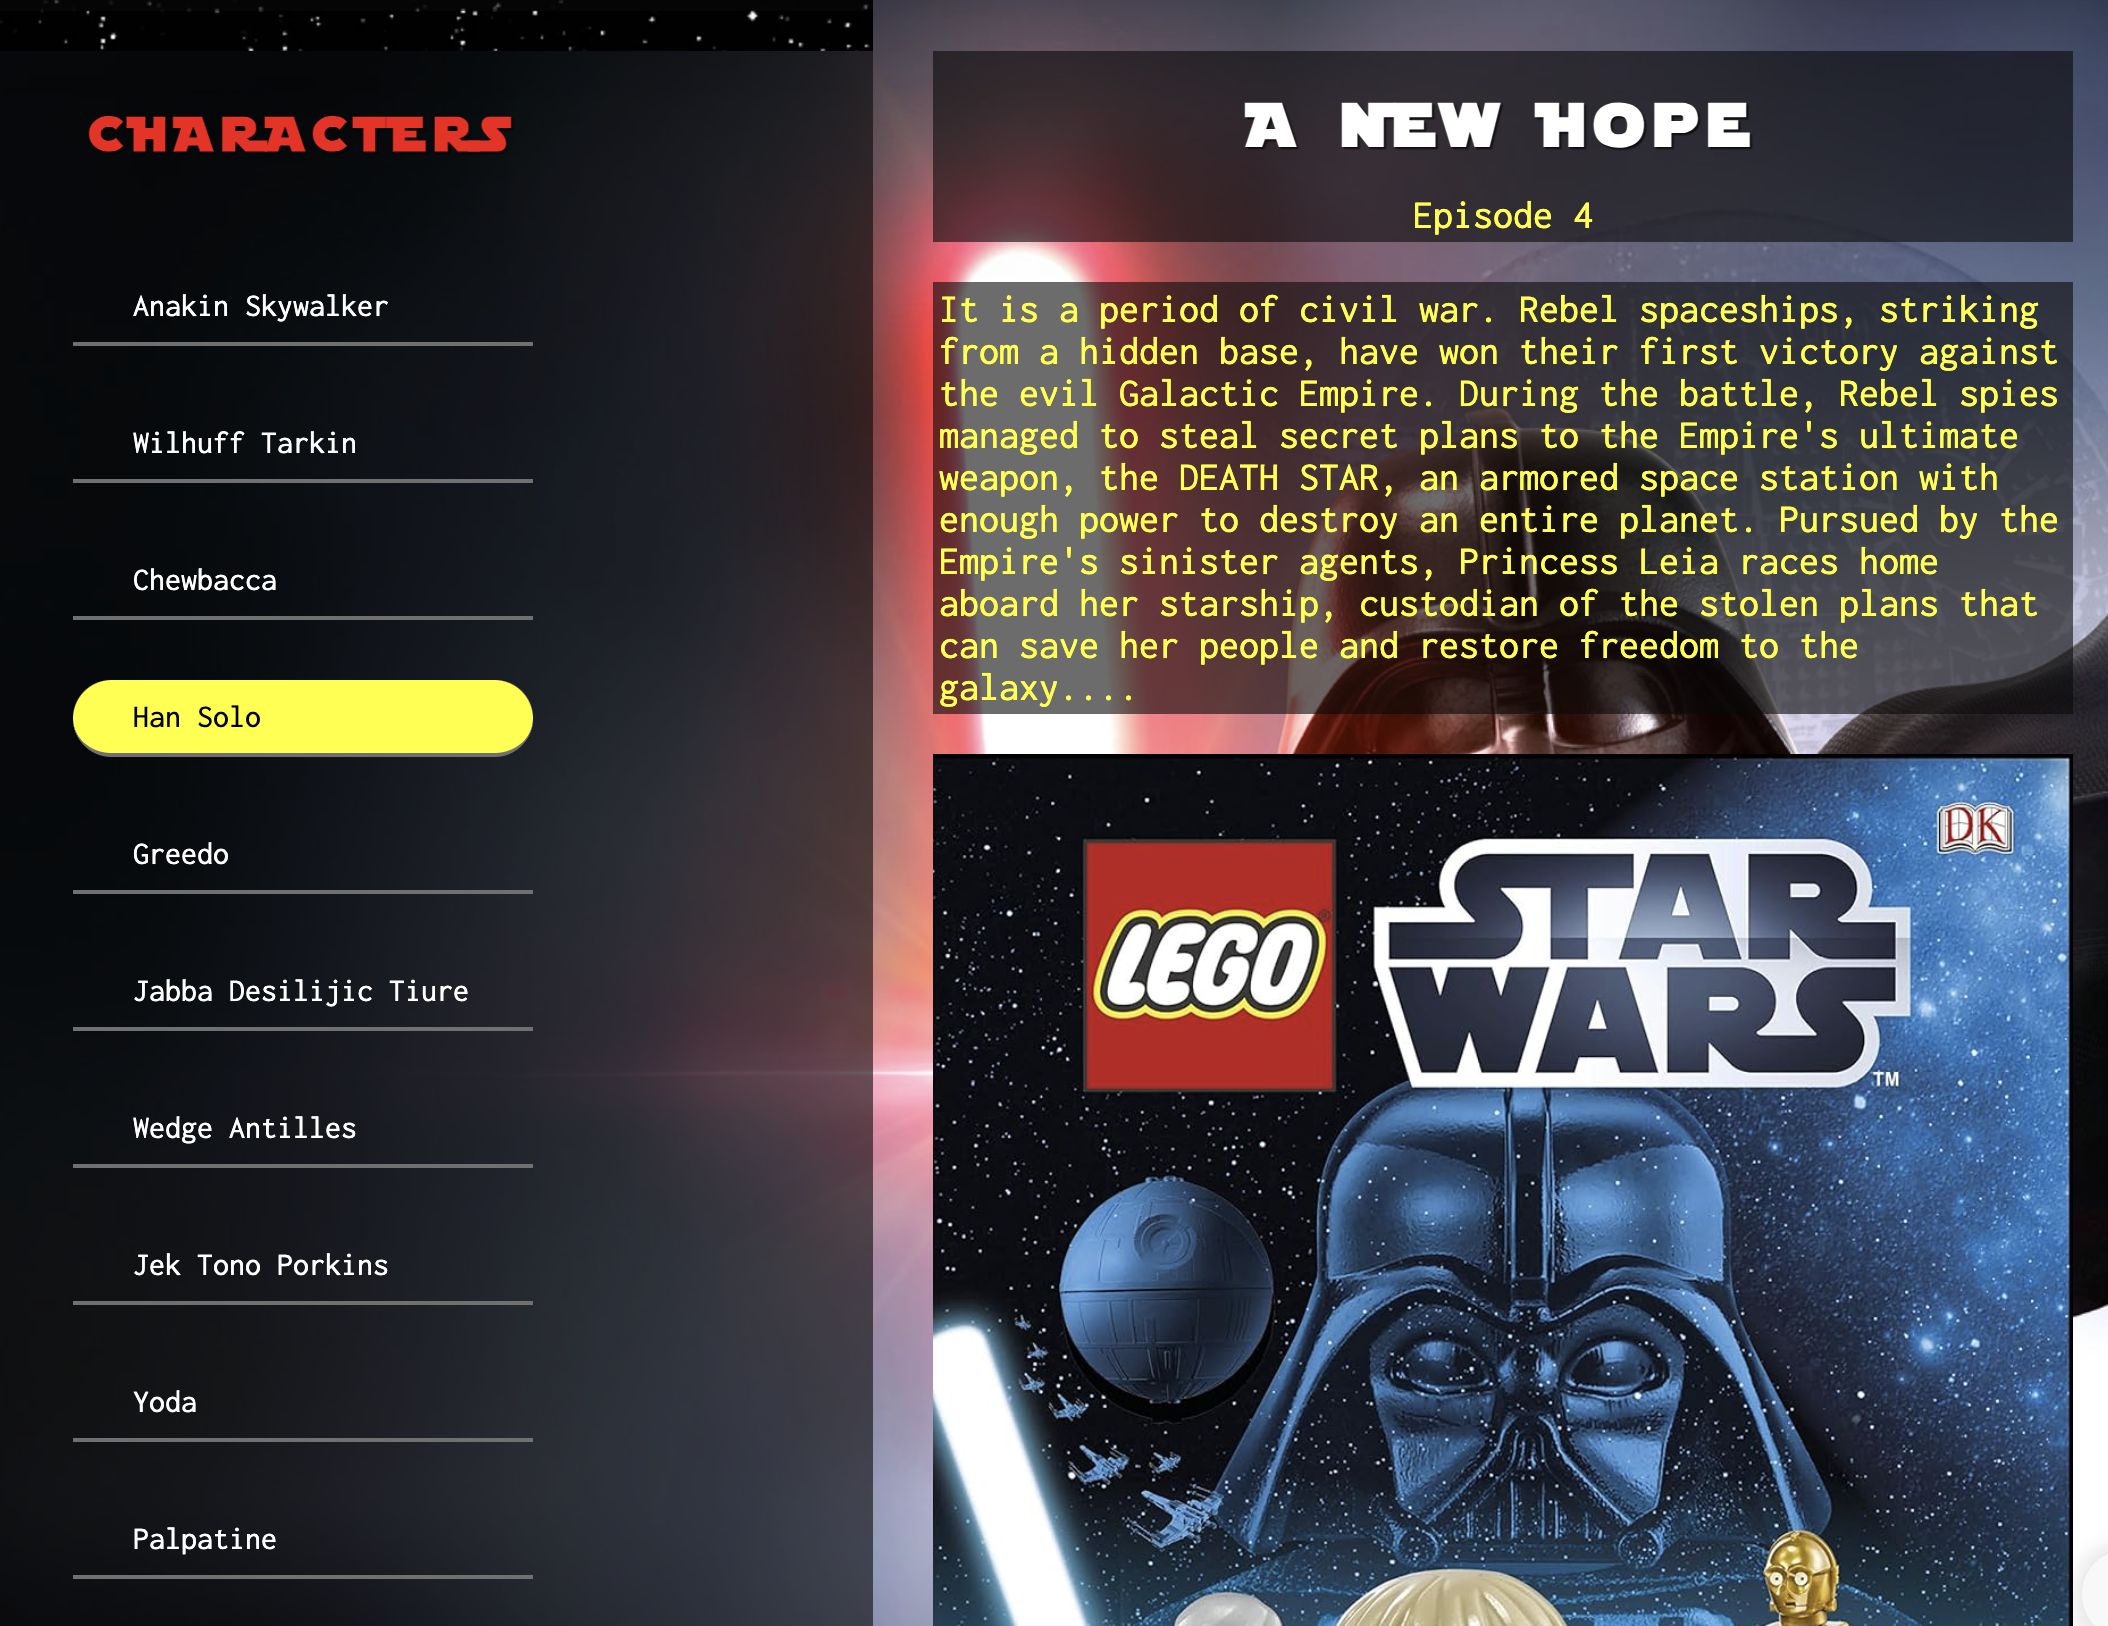 CHARACTERS
Anakin Skywalker
Wilhuff Tarkin
Chewbacca
Han Solo
Greedo
Jabba Desilijic Tiure
Wedge Antilles
Jek Tono Porkins
Yoda
Palpatine
A NEW HOPE
Episode 4
It is a period of civil war. Rebel spaceships, striking
from a hidden base, have won their first victory against
the evil Galactic Empire. During the battle, Rebel spies
managed to steal secret plans to the Empire's ultimate
weapon, the DEATH STAR, an armored space station with
enough power to destroy an entire planet. Pursued by the
Empire's sinister agents, Princess Leia races home
aboard her starship, custodian of the stolen plans that
can save her people and restore freedom to the
galaxy....
DK
LEGO®
STAR
WARS™